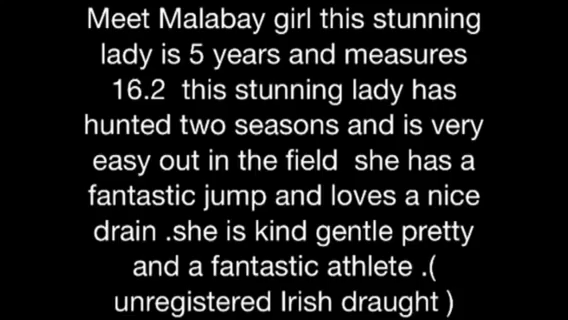 Meet Malabay girl this stunning
lady is 5 years and measures
16.2  this stunning lady has
hunted two seasons and is very
easy out in the field  she has a
fantastic jump and loves a nice
drain .she is kind gentle pretty
and a fantastic athlete .(
unregistered Irish draught )